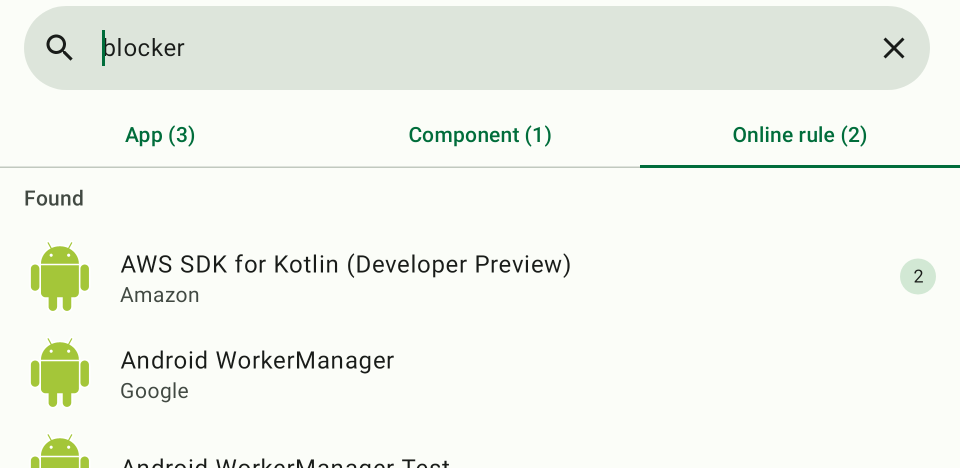 blocker
App (3)
Component (1)
Online rule (2)
Found
AWS SDK for Kotlin (Developer Preview)
Amazon
2
Android WorkerManager
Google
Android WorkerManager Test